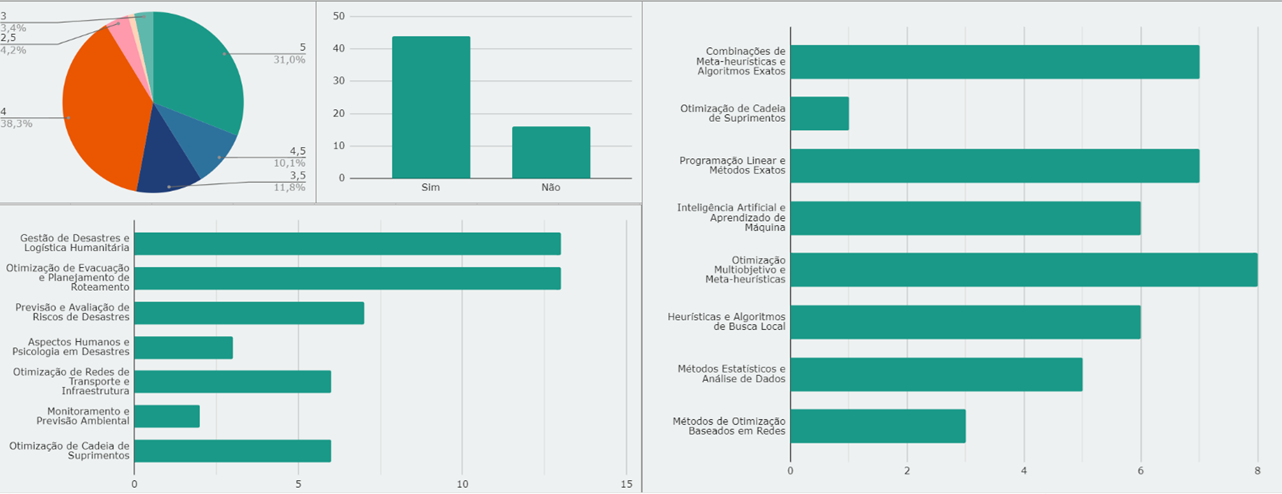 3
3,4%
2,5
4,2%
4
38,3%
5
31,0%
4,5
10,1%
3,5
11,8%
50
40
30
20
10
0
Sim
Não
Gestão de Desastres e
Logística Humanitária
Otimização de Evacuação
e Planejamento de
Roteamento
Previsão e Avaliação de
Riscos de Desastres
Aspectos Humanos e
Psicologia em Desastres
Otimização de Redes de
Transporte e
Infraestrutura
Monitoramento e
Previsão Ambiental
Otimização de Cadeia de
Suprimentos
0
5
10
15
Combinações de
Meta-heurísticas e
Algoritmos Exatos
Otimização de Cadeia
de Suprimentos
Programação Linear e
Métodos Exatos
Inteligência Artificial e
Aprendizado de
Máquina
Otimização
Multiobjetivo e
Meta-heurísticas
Heurísticas e Algoritmos
de Busca Local
Métodos Estatísticos e
Análise de Dados
Métodos de Otimização
Baseados em Redes
0
2
4
6
8